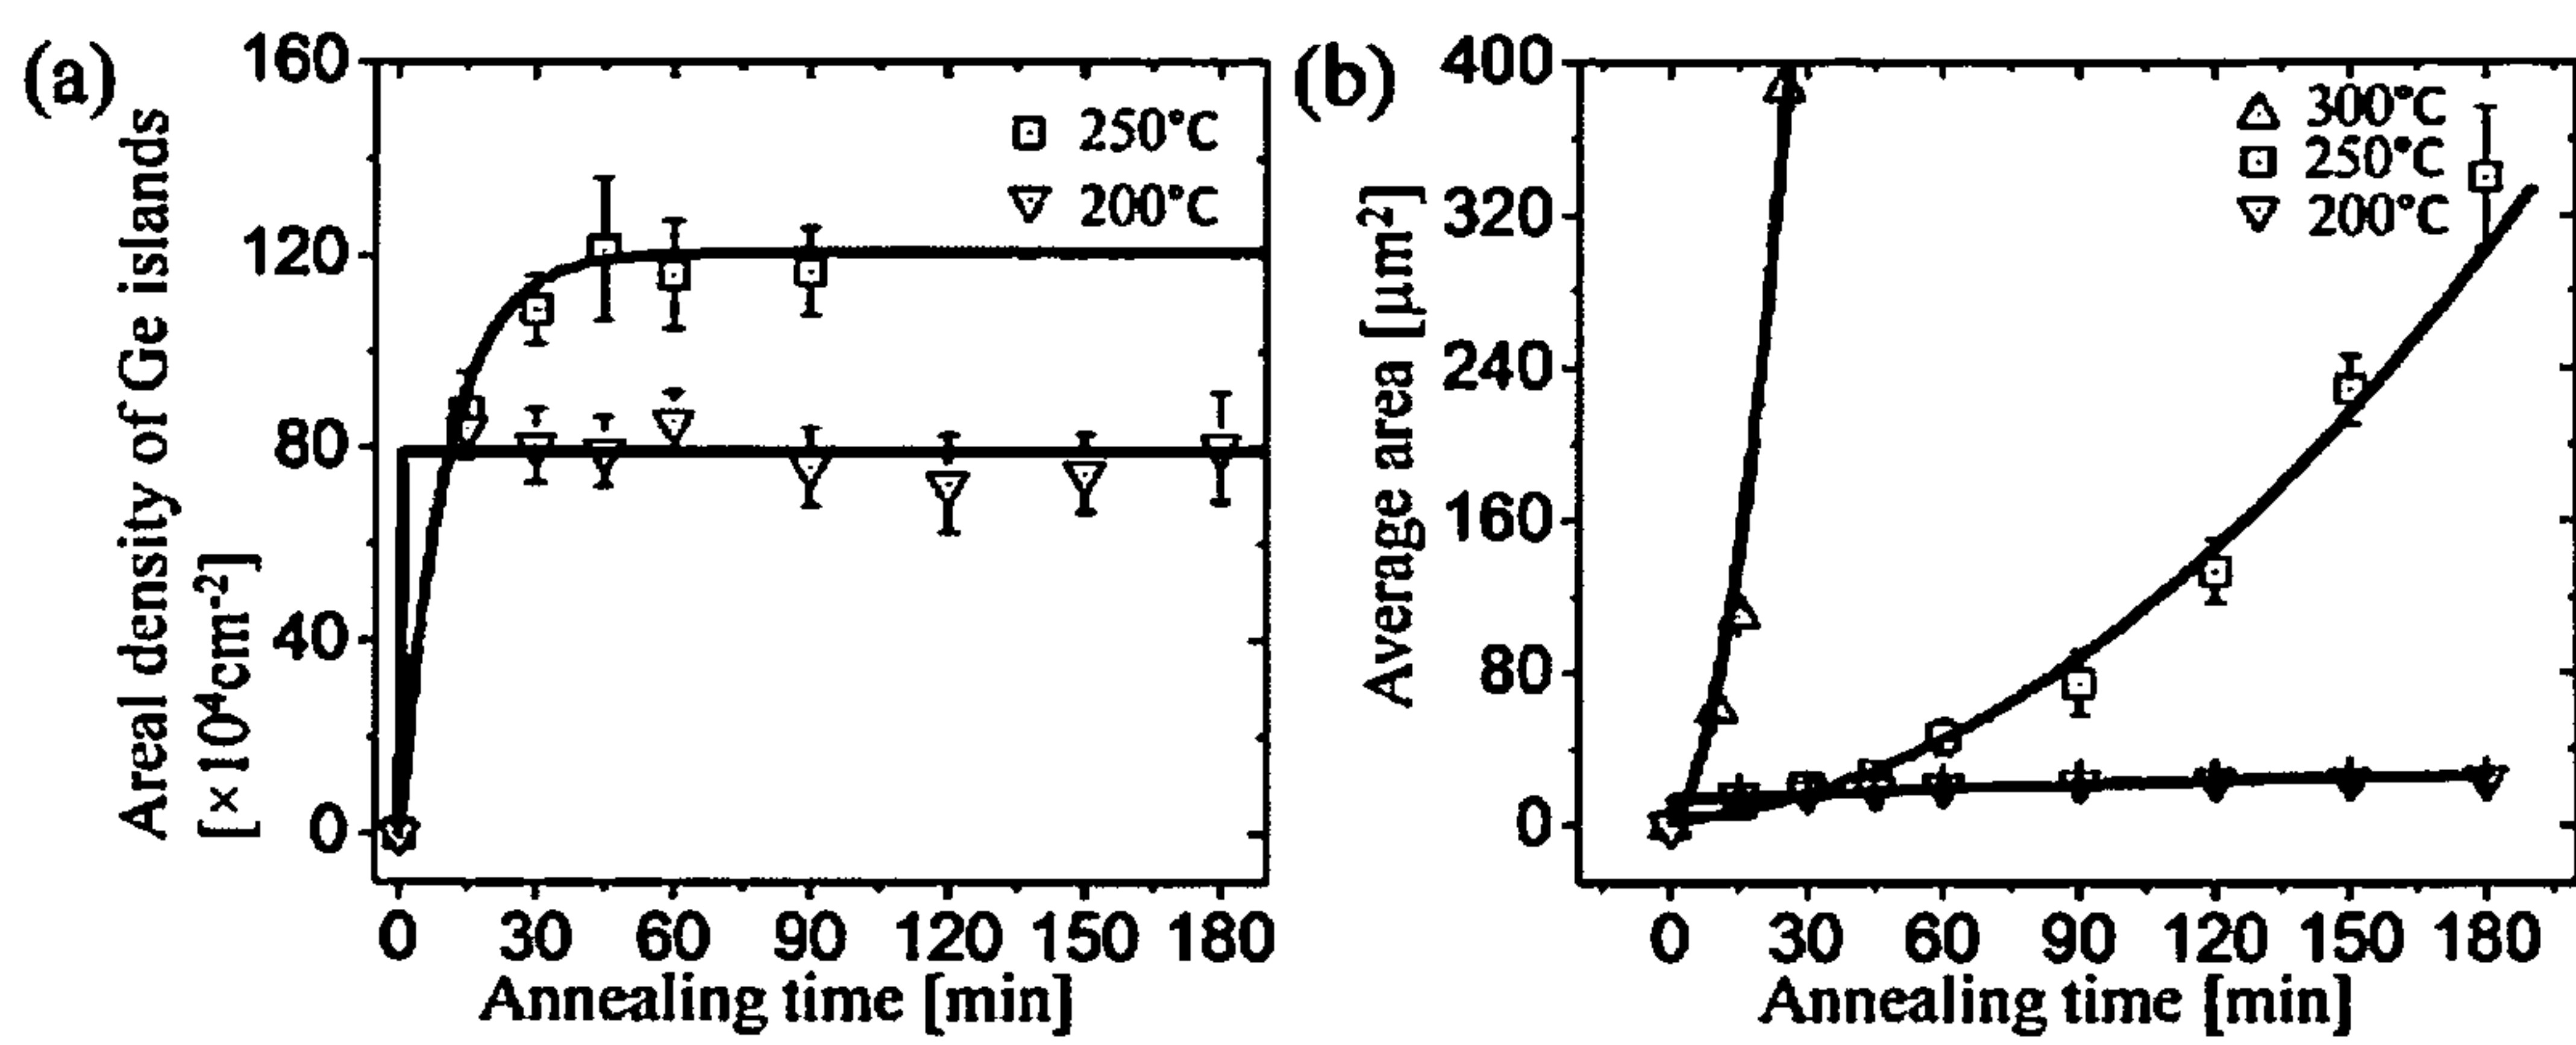 (a)
Areal density of Ge islands
[×10⁴cm⁻²]
160
120
80
40
0
250°C
200°C
0 30 60 90 120 150 180
Annealing time [min]
(b)
Average area [μm²]
400
320
240
160
80
0
300°C
250°C
200°C
0 30 60 90 120 150 180
Annealing time [min]